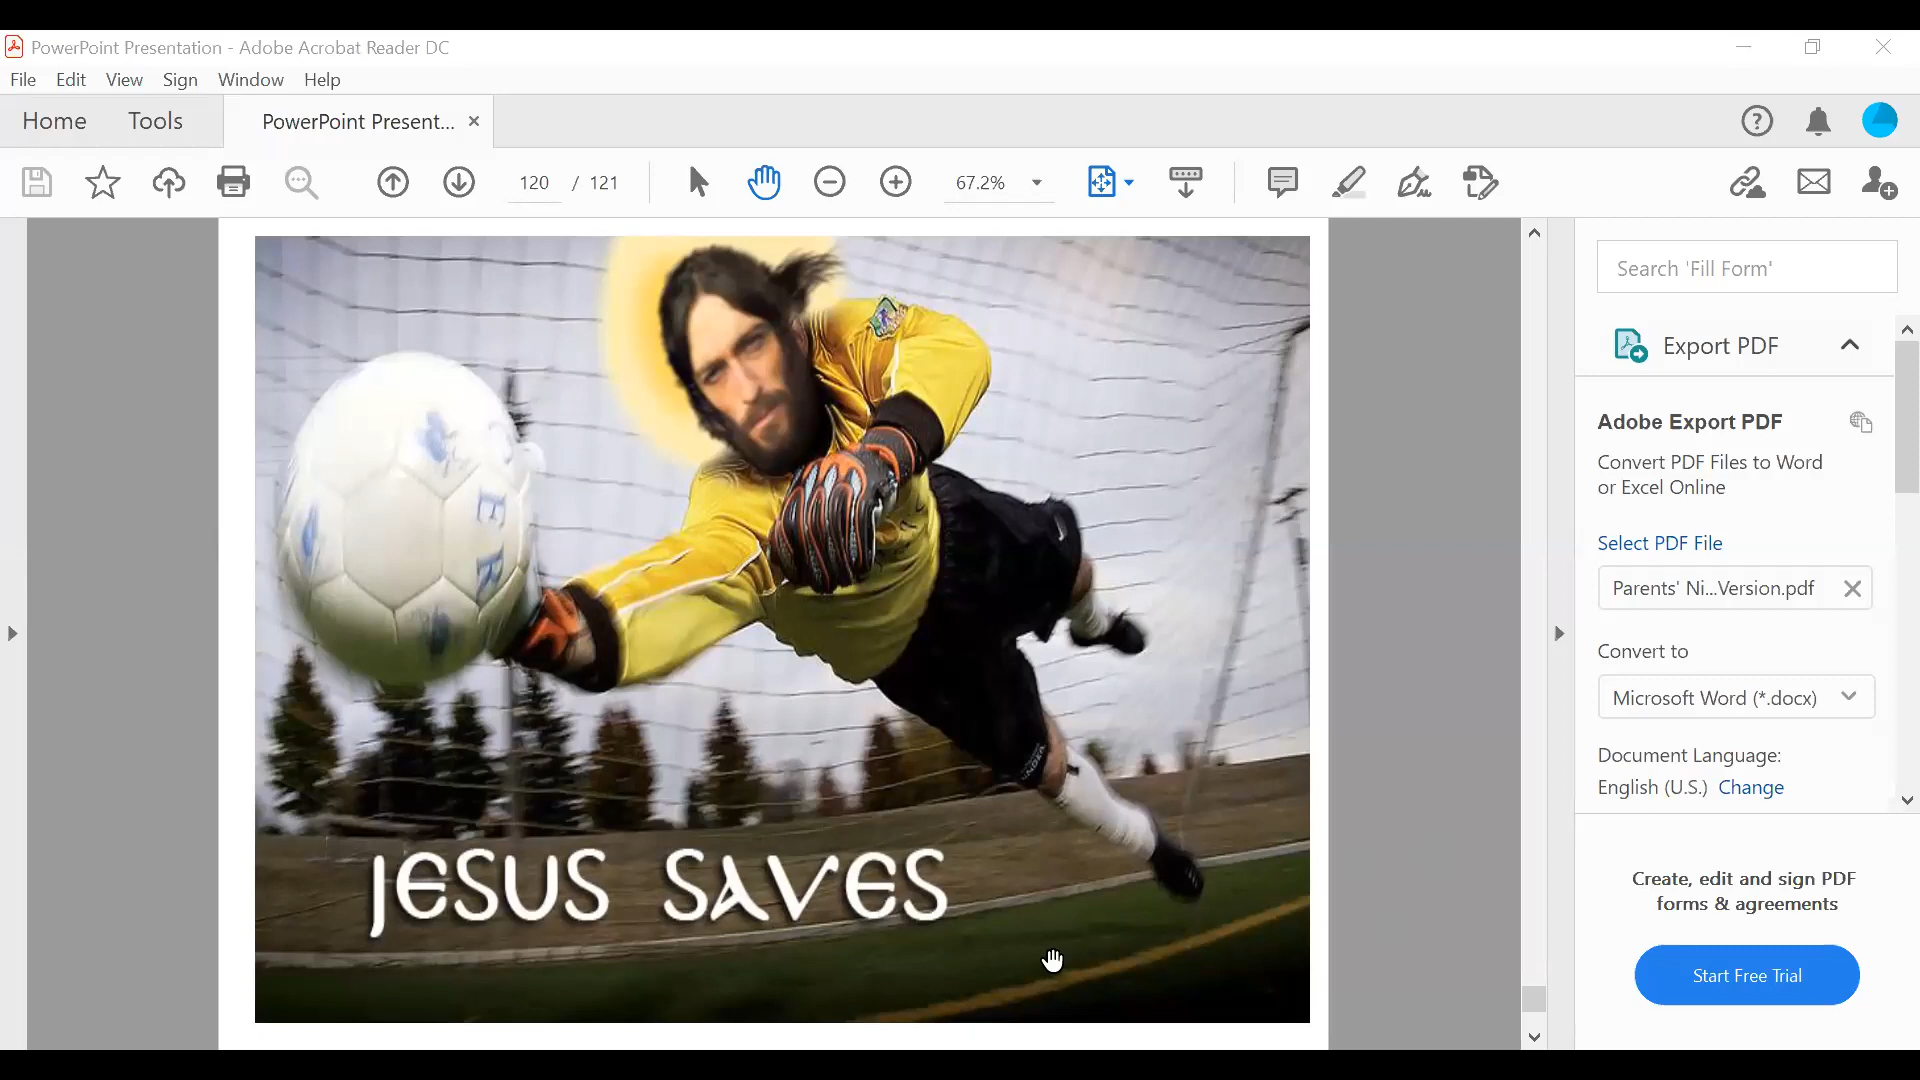 PowerPoint Presentation - Adobe Acrobat Reader DC
File Edit View Sign Window Help
Home Tools PowerPoint Present...
120 / 121 67.2%
Search 'Fill Form'
Export PDF
Adobe Export PDF
Convert PDF Files to Word
or Excel Online
Select PDF File
Parents' Ni...Version.pdf
Convert to
Microsoft Word (*.docx)
Document Language:
English (U.S.) Change
Create, edit and sign PDF
forms & agreements
Start Free Trial
JESUS SAVES